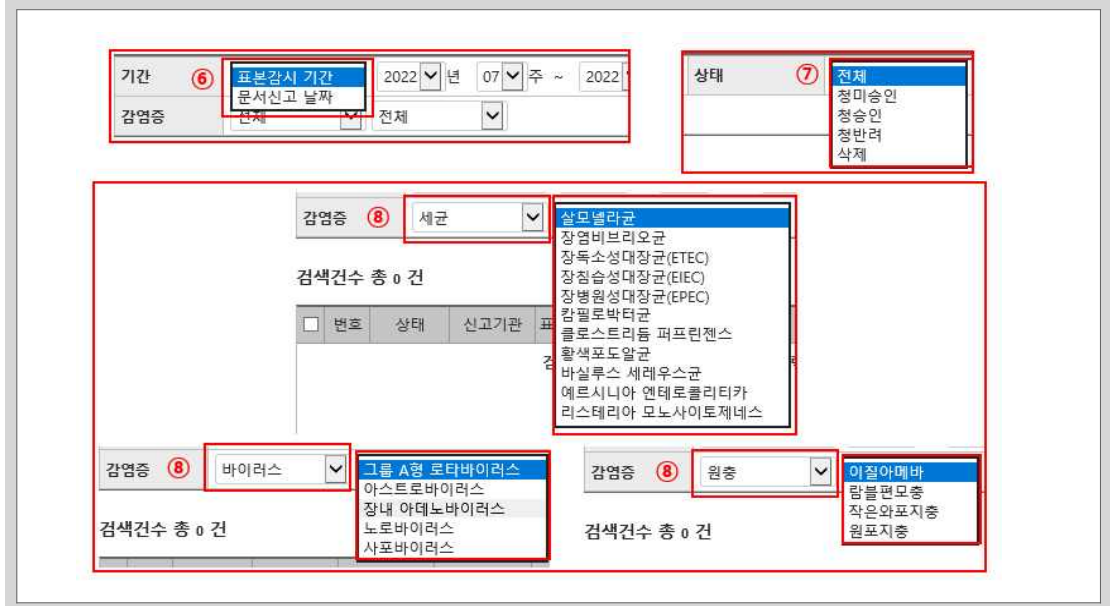 기간 ⑥ 표본감시 기간 2022 년 07 주 ~ 2022
문서신고 날짜
감염증 전체 전체
상태 ⑦ 전체
청미승인
청승인
청반려
삭제
감염증 ⑧ 세균 살모넬라균
장염비브리오균
장독소성대장균(ETEC)
장침습성대장균(EIEC)
장병원성대장균(EPEC)
캄필로박터균
클로스트리듐 퍼프린젠스
황색포도알균
바실루스 세레우스균
예르시니아 엔테로콜리티카
리스테리아 모노사이토제네스
검색건수 총 0 건
번호 상태 신고기관
감염증 ⑧ 바이러스 그룹 A형 로타바이러스
아스트로바이러스
장내 아데노바이러스
노로바이러스
사포바이러스
검색건수 총 0 건
감염증 ⑧ 원충 이질아메바
람블편모충
작은와포지충
원포자충
검색건수 총 0 건